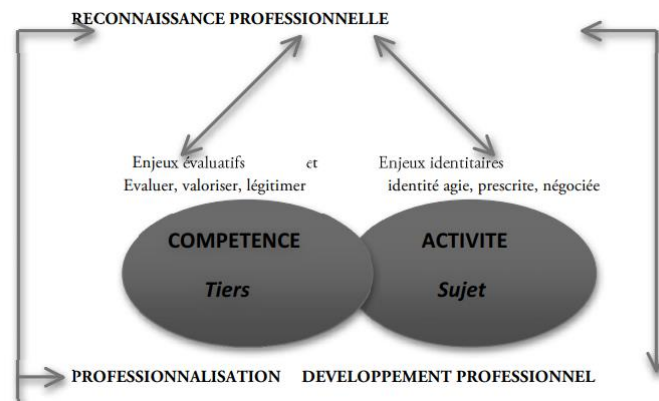 RECONNAISSANCE PROFESSIONNELLE
Enjeux évaluatifs et Enjeux identitaires
Evaluer, valoriser, légitimer identité agie, prescrite, négociée
COMPETENCE ACTIVITE
Tiers Sujet
PROFESSIONNALISATION DEVELOPPEMENT PROFESSIONNEL